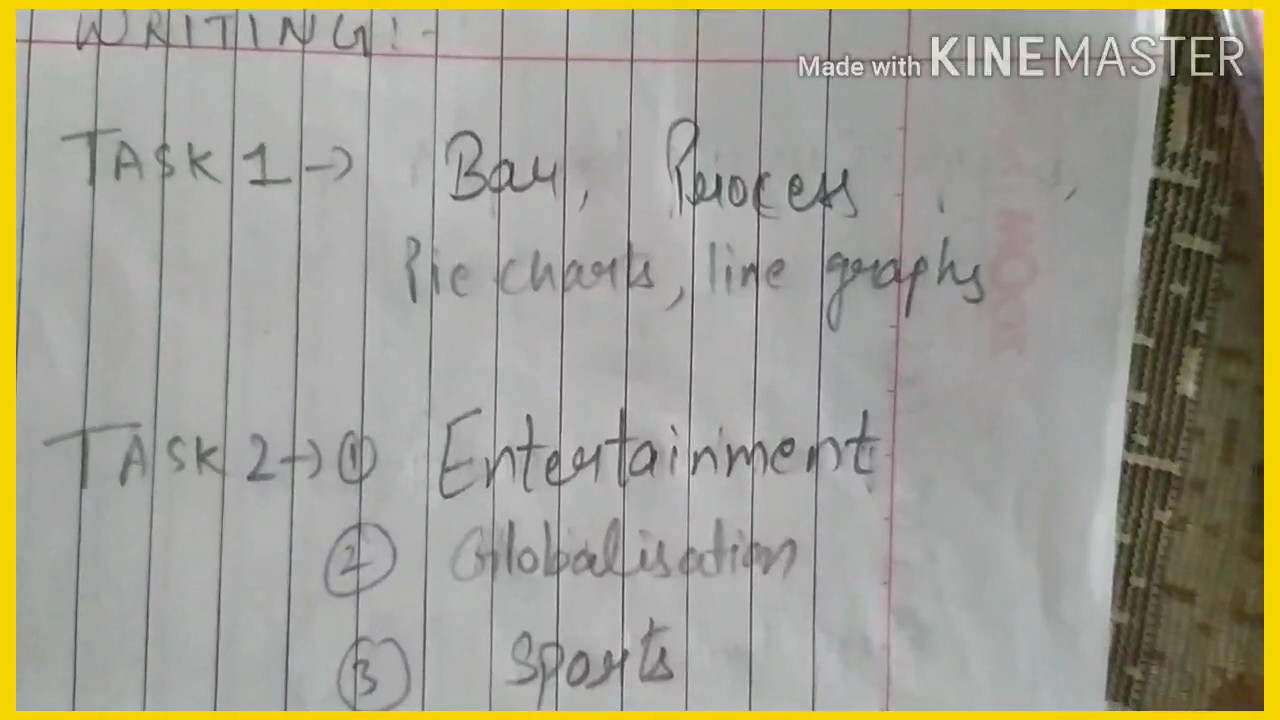 WRITING:-
Made with KINEMASTER
TASK 1 → Bar, Process,
Pie charts, line graphs
TASK 2 → ① Entertainment
② Globalisation
③ Sports